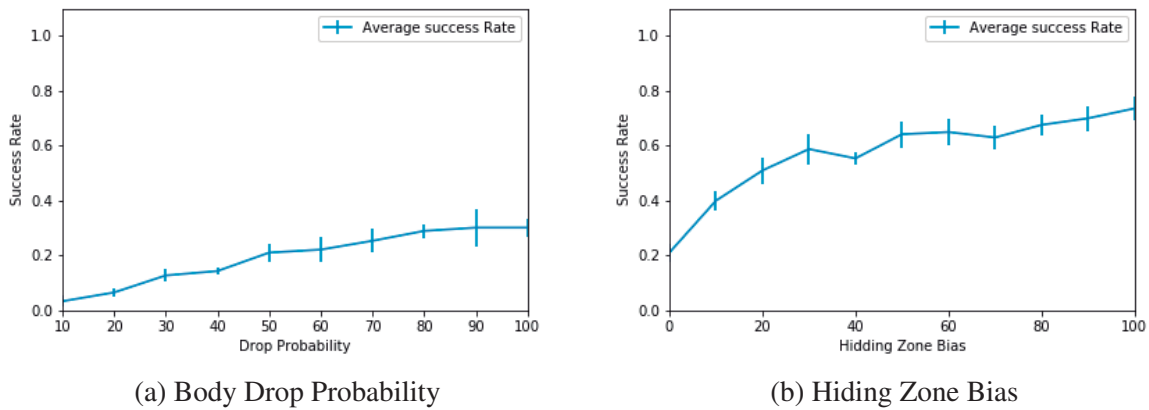 Average success Rate
1.0
0.8
0.6
0.4
0.2
0.0
Success Rate
10 20 30 40 50 60 70 80 90 100
Drop Probability
(a) Body Drop Probability
Average success Rate
1.0
0.8
0.6
0.4
0.2
0.0
Success Rate
0 20 40 60 80 100
Hidding Zone Bias
(b) Hiding Zone Bias